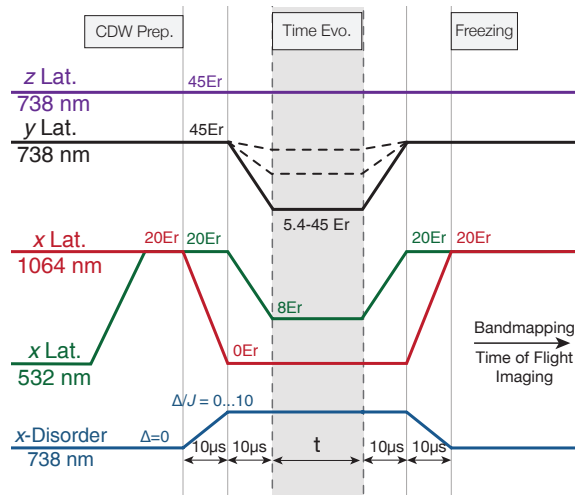 CDW Prep.
Time Evo.
Freezing
z Lat.
738 nm
45Er
y Lat.
738 nm
45Er
5.4-45 Er
x Lat.
1064 nm
20Er
20Er
20Er
20Er
8Er
0Er
x Lat.
532 nm
Bandmapping
Time of Flight
Imaging
Δ/J = 0...10
x-Disorder
738 nm
Δ=0
10μs
10μs
t
10μs
10μs